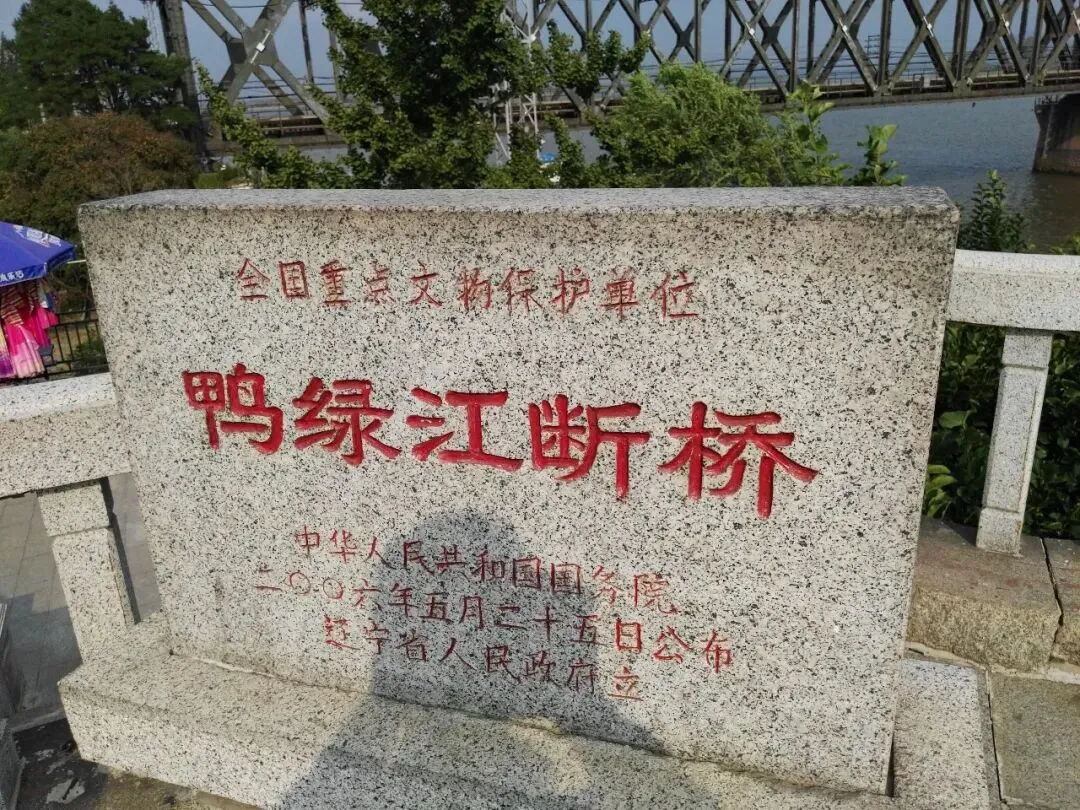 全国重点文物保护单位
鸭绿江断桥
中华人民共和国国务院
二〇〇六年五月二十五日公布
辽宁省人民政府立